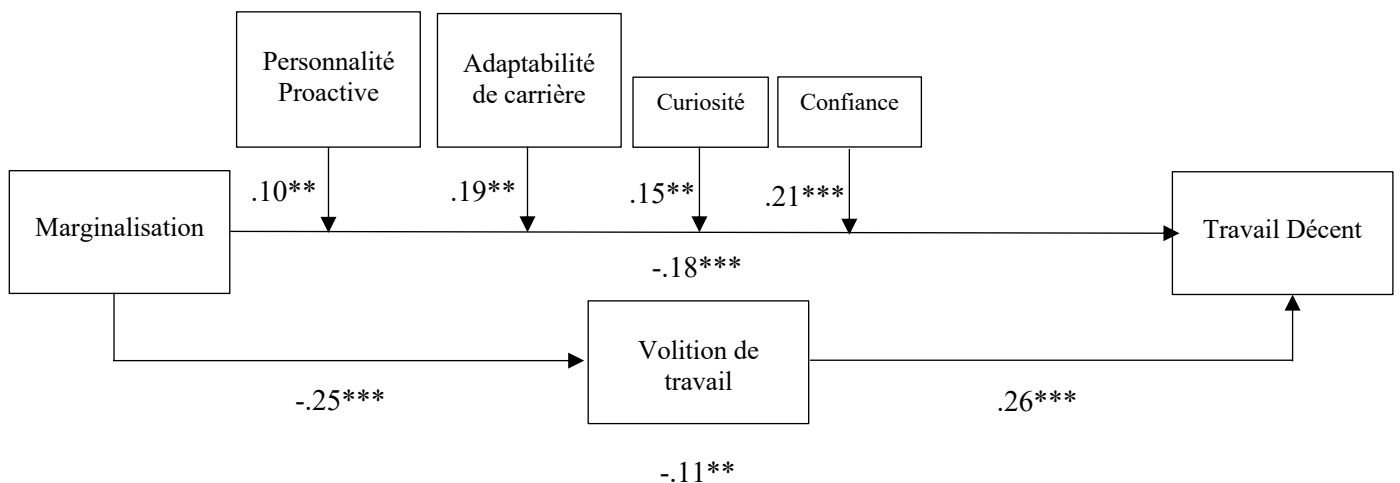 Personnalité
Proactive
Adaptabilité
de carrière
Curiosité
Confiance
.10**
.19**
.15**
.21***
Marginalisation
Travail Décent
-.18***
Volition de
travail
-.25***
.26***
-.11**